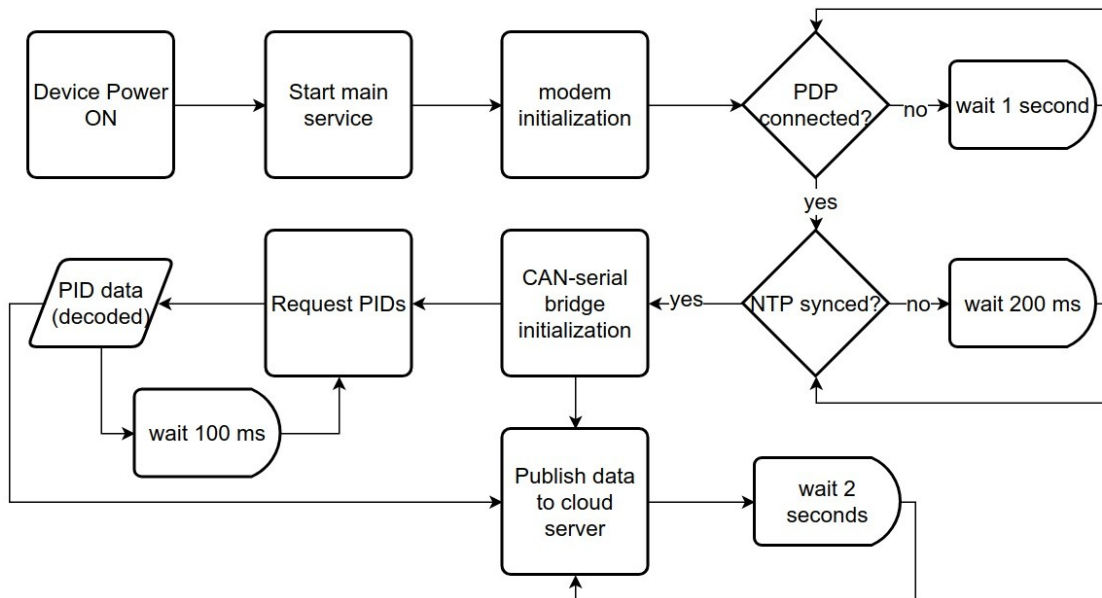 Device Power
ON
Start main
service
modem
initialization
PDP
connected?
no
wait 1 second
yes
PID data
(decoded)
Request PIDs
CAN-serial
bridge
initialization
yes
NTP synced?
no
wait 200 ms
wait 100 ms
Publish data
to cloud
server
wait 2
seconds